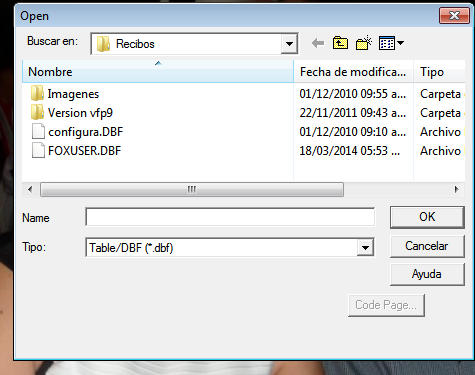 Open
Buscar en: Recibos
Nombre Fecha de modifica... Tipo
Imagenes 01/12/2010 09:55 a... Carpeta
Version vfp9 22/11/2011 09:43 a... Carpeta
configura.DBF 01/12/2010 09:10 a... Archivo
FOXUSER.DBF 18/03/2014 05:53 ... Archivo
Name OK
Tipo: Table/DBF (*.dbf) Cancelar
Ayuda
Code Page...